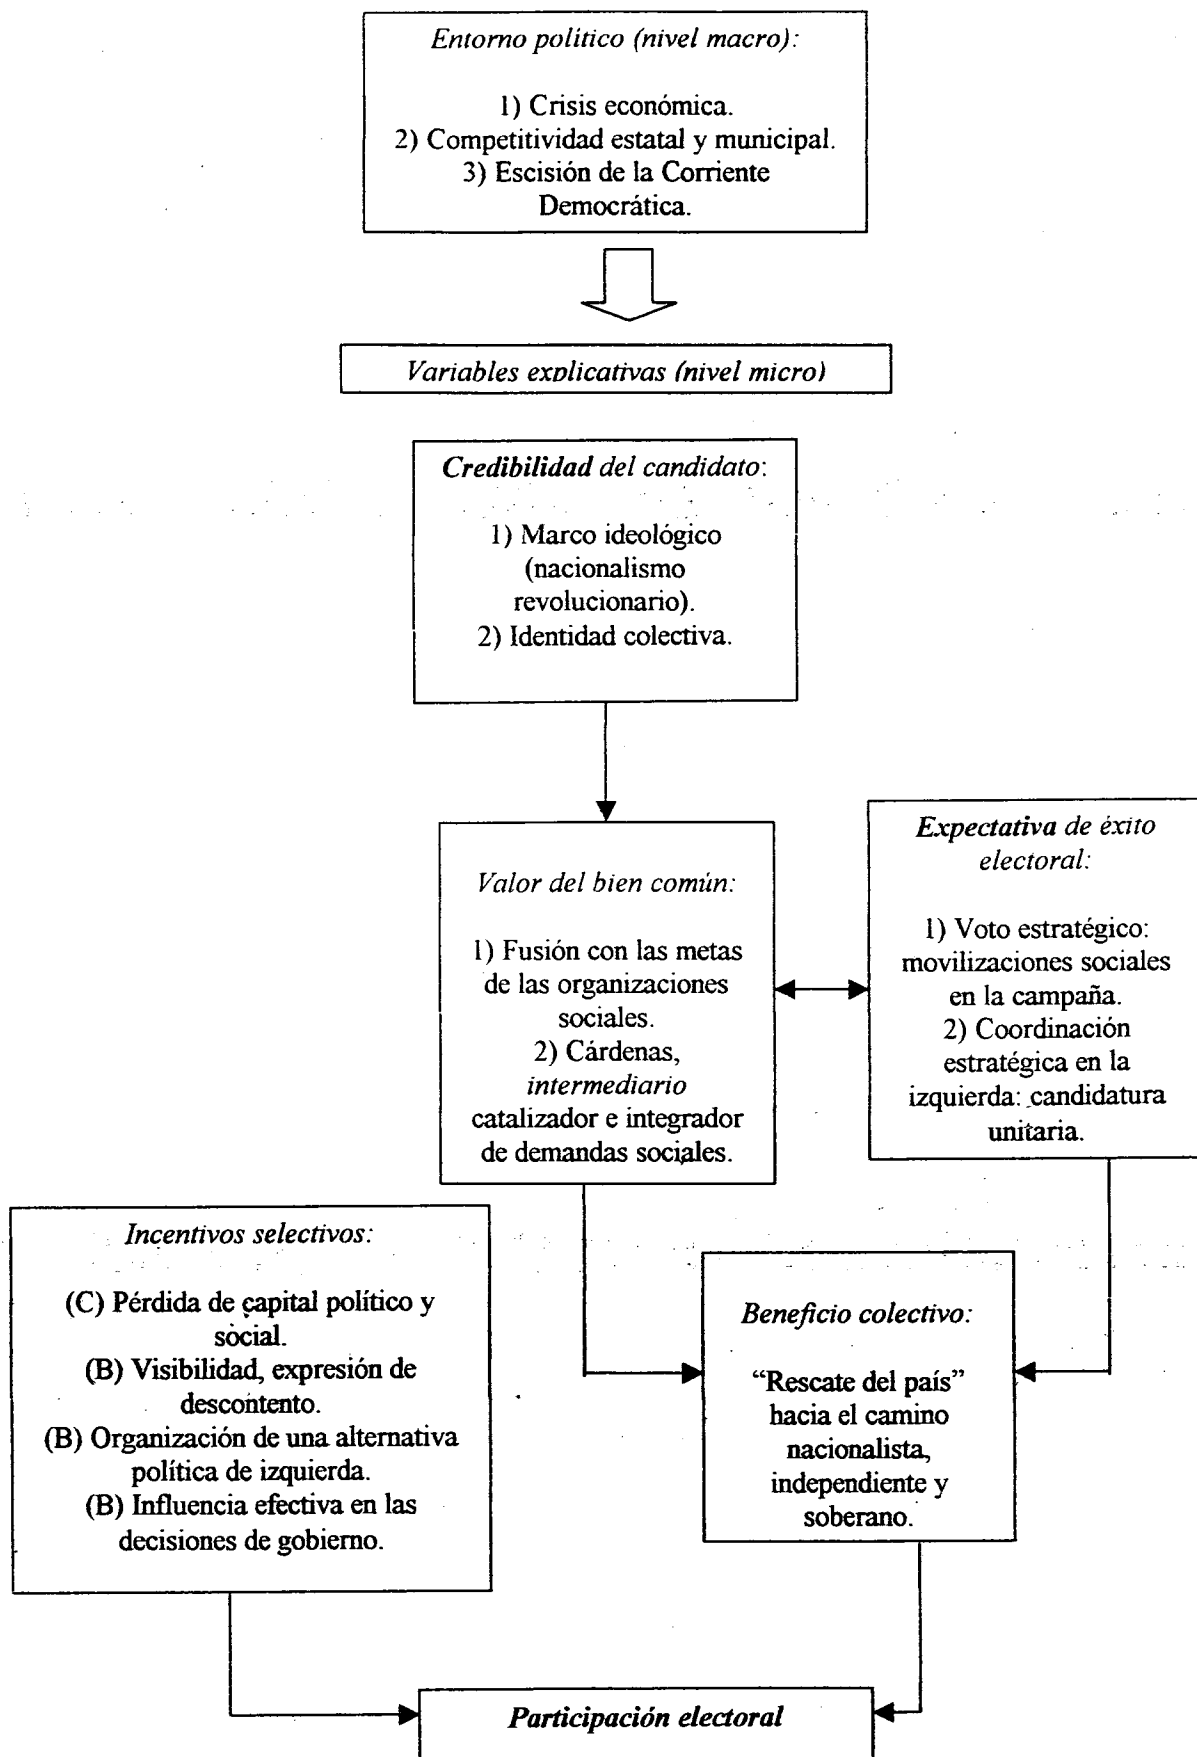 Entorno político (nivel macro):
1) Crisis económica.
2) Competitividad estatal y municipal.
3) Escisión de la Corriente
Democrática.
Variables explicativas (nivel micro)
Credibilidad del candidato:
1) Marco ideológico
(nacionalismo
revolucionario).
2) Identidad colectiva.
Valor del bien común:
1) Fusión con las metas
de las organizaciones
sociales.
2) Cárdenas,
intermediario
catalizador e integrador
de demandas sociales.
Expectativa de éxito
electoral:
1) Voto estratégico:
movilizaciones sociales
en la campaña.
2) Coordinación
estratégica en la
izquierda: candidatura
unitaria.
Incentivos selectivos:
(C) Pérdida de capital político y
social.
(B) Visibilidad, expresión de
descontento.
(B) Organización de una alternativa
política de izquierda.
(B) Influencia efectiva en las
decisiones de gobierno.
Beneficio colectivo:
“Rescate del país”
hacia el camino
nacionalista,
independiente y
soberano.
Participación electoral